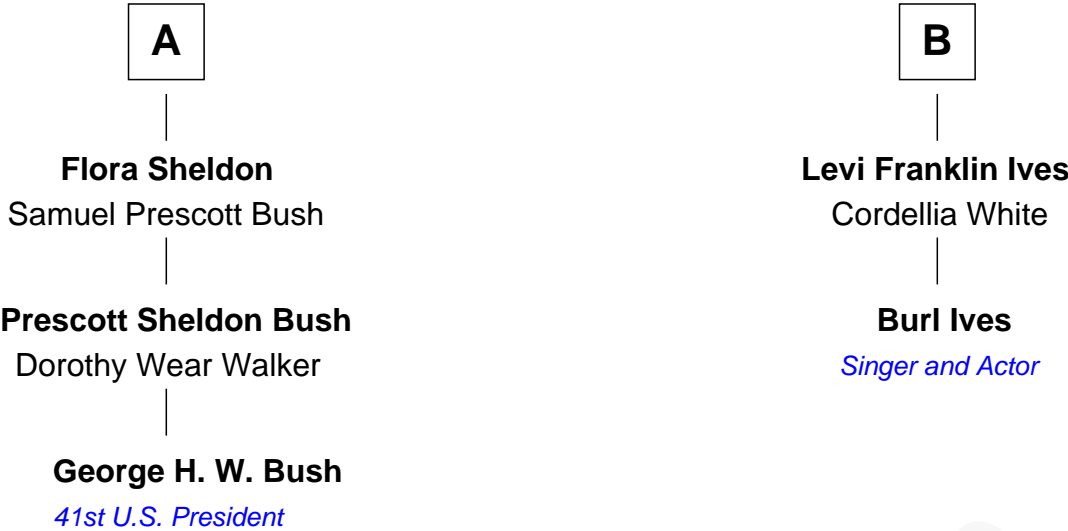 A
B
Flora Sheldon
Samuel Prescott Bush
Levi Franklin Ives
Cordellia White
Prescott Sheldon Bush
Dorothy Wear Walker
Burl Ives
Singer and Actor
George H. W. Bush
41st U.S. President